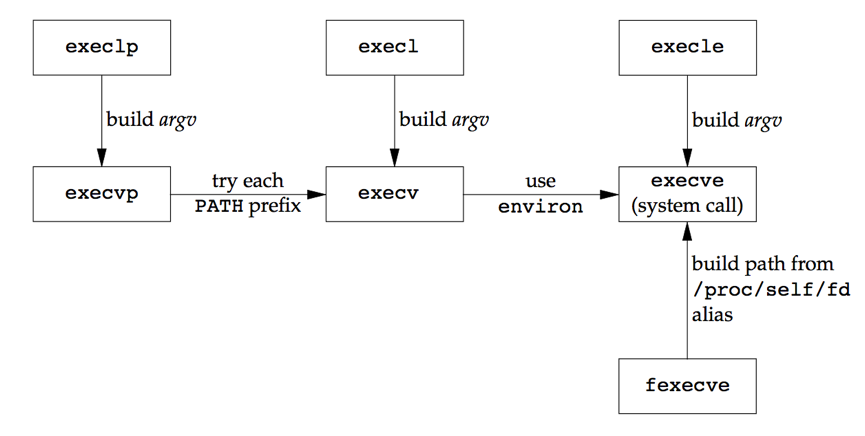 execlp
execl
execle
build argv
build argv
build argv
execvp
try each
PATH prefix
execv
use
environ
execve
(system call)
build path from
/proc/self/fd
alias
fexecve